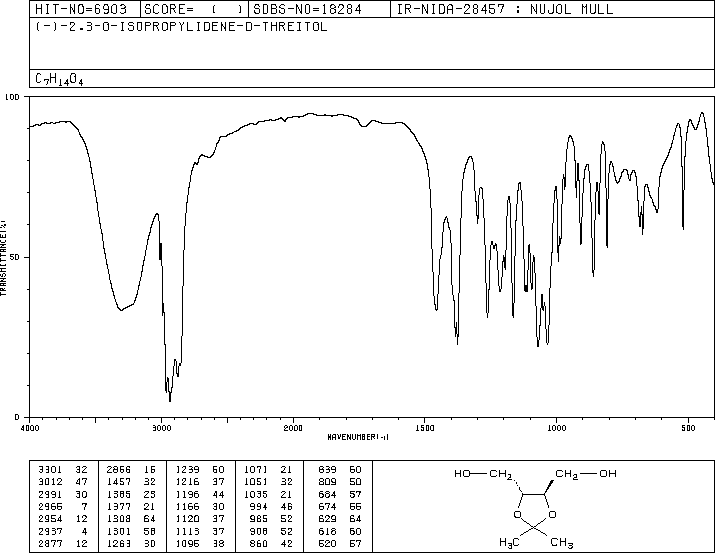 HIT-NO=6903 SCORE= ( ) SDBS-NO=18284 IR-NIDA-28457 : NUJOL MULL
(-)-2,3-O-ISOPROPYLIDENE-D-THREITOL
C7H14O4
100
TRANSMITTANCE(%)
50
0
4000 3000 2000 1500 1000 500
WAVENUMBER(-1)
3301 32 2866 16 1239 50 1071 21 839 60
3012 47 1457 32 1216 37 1051 32 809 50
2991 30 1385 23 1196 44 1035 21 684 57
2965 7 1377 21 1166 30 994 46 674 55
2954 12 1308 64 1120 37 985 52 629 64
2937 4 1301 58 1113 37 908 52 618 60
2877 12 1263 30 1095 38 860 42 520 57
HO CH2 CH2 OH
O O
H3C CH3